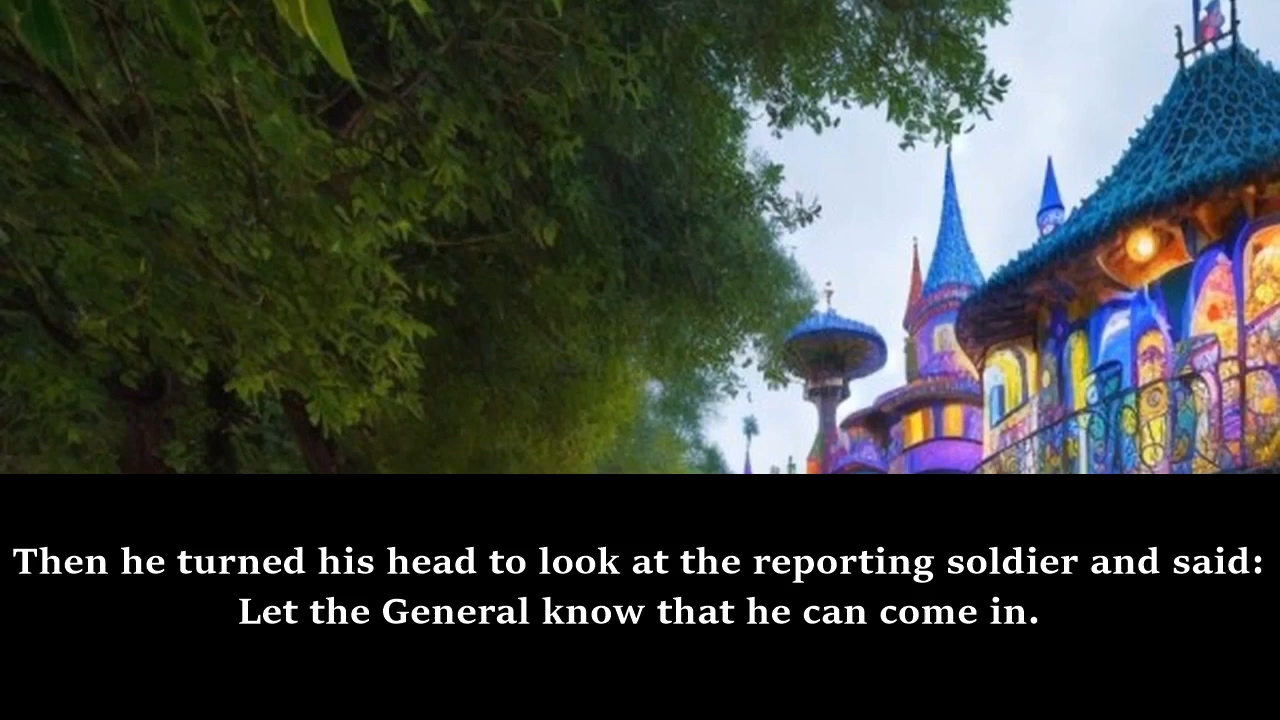 Then he turned his head to look at the reporting soldier and said:
Let the General know that he can come in.